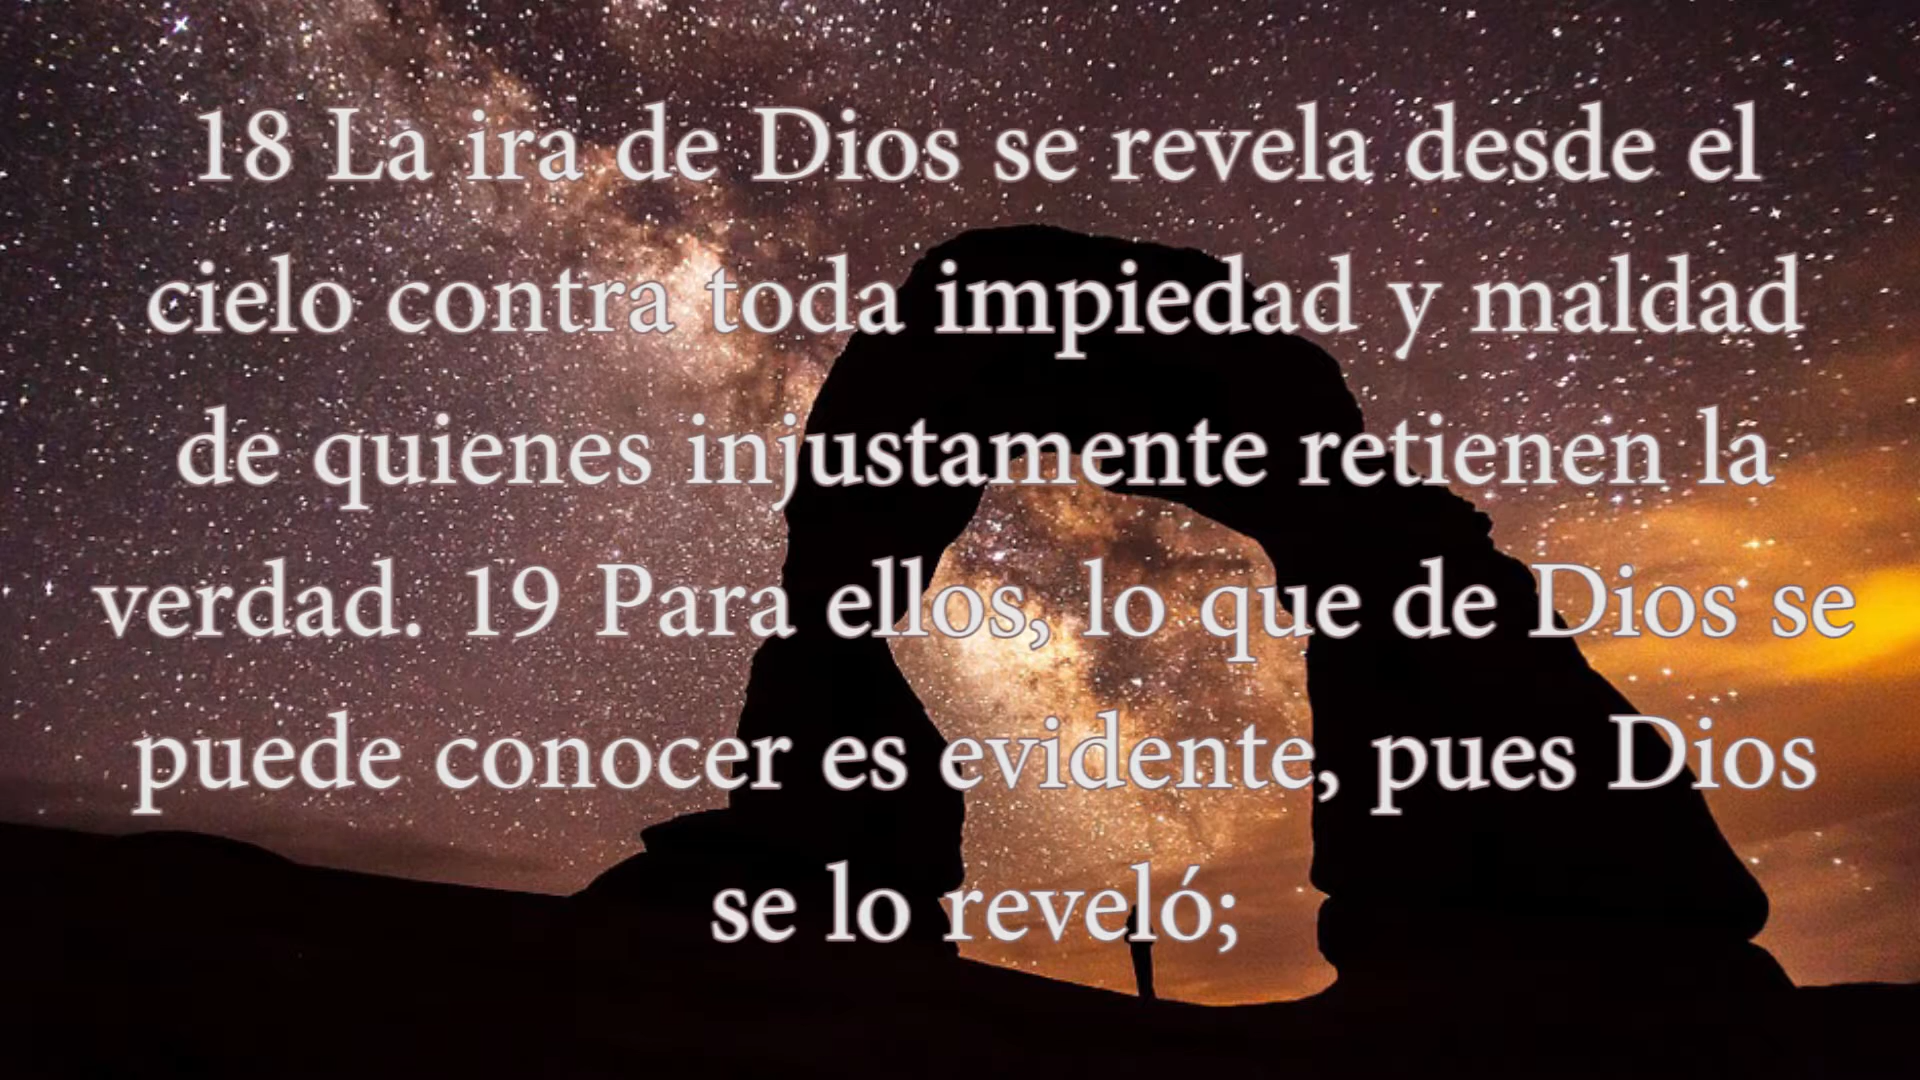 18 La ira de Dios se revela desde el
cielo contra toda impiedad y maldad
de quienes injustamente retienen la
verdad. 19 Para ellos, lo que de Dios se
puede conocer es evidente, pues Dios
se lo reveló;